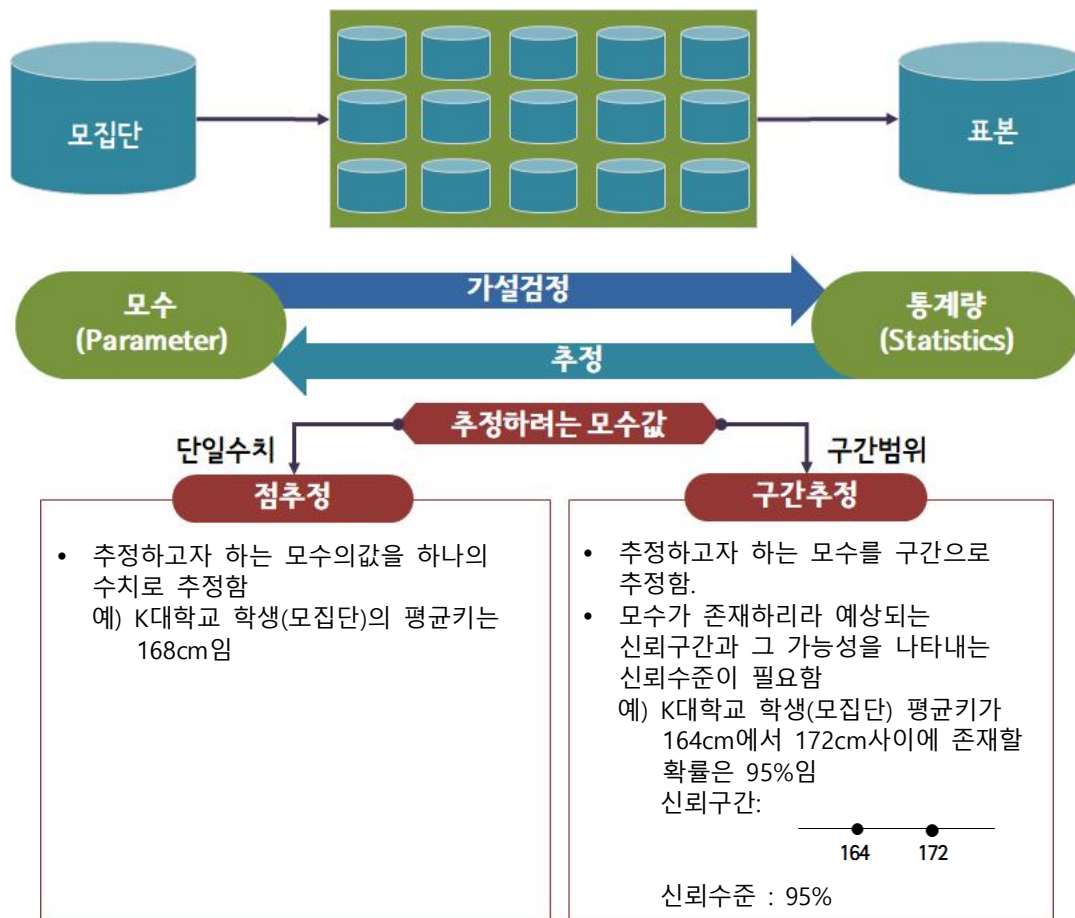 모집단
표본
가설검정
모수
(Parameter)
통계량
(Statistics)
추정
추정하려는 모수값
단일수치
구간범위
점추정
• 추정하고자 하는 모수의값을 하나의
수치로 추정함
예) K대학교 학생(모집단)의 평균키는
168cm임
구간추정
• 추정하고자 하는 모수를 구간으로
추정함.
• 모수가 존재하리라 예상되는
신뢰구간과 그 가능성을 나타내는
신뢰수준이 필요함
예) K대학교 학생(모집단) 평균키가
164cm에서 172cm사이에 존재할
확률은 95%임
신뢰구간:
164 172
신뢰수준 : 95%